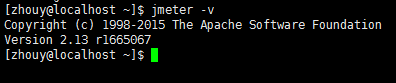 [zhouy@localhost ~]$ jmeter -v
Copyright (c) 1998-2015 The Apache Software Foundation
Version 2.13 r1665067
[zhouy@localhost ~]$